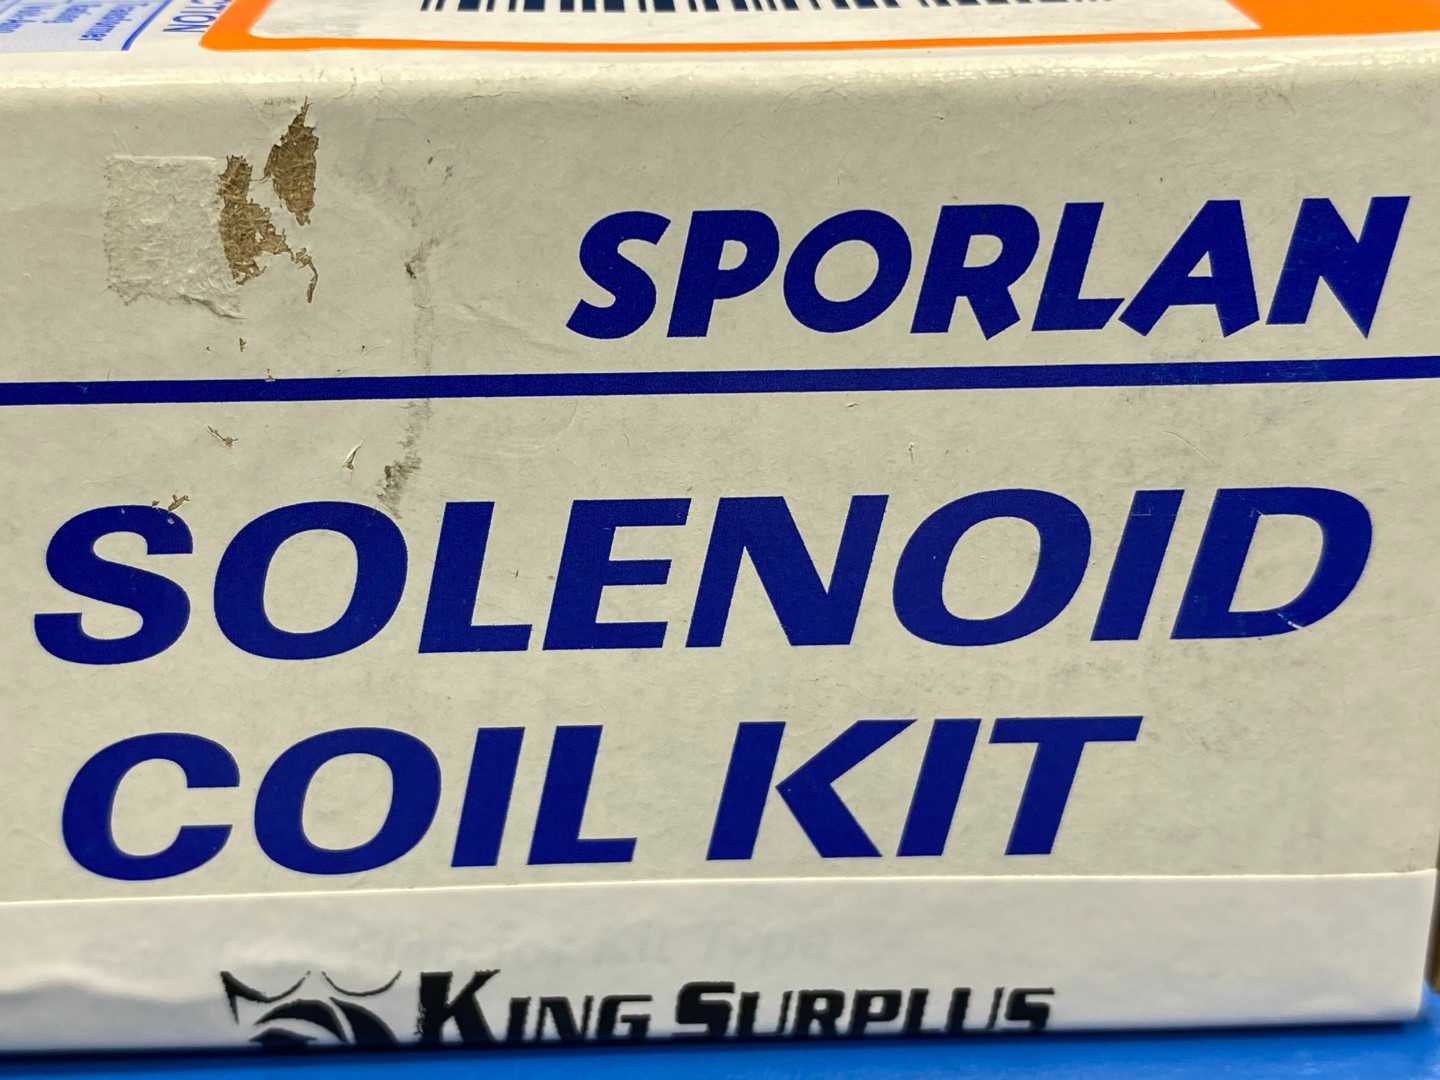 SPORLAN
SOLENOID
COIL KIT
KING SURPLUS